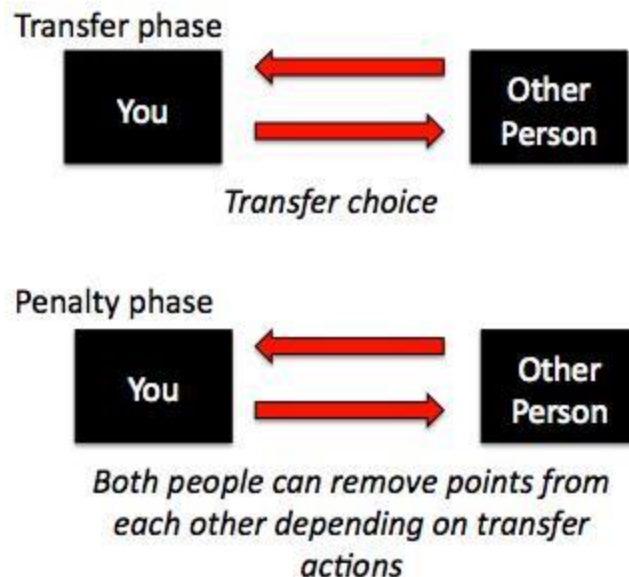 Transfer phase
You
Other
Person
Transfer choice
Penalty phase
You
Other
Person
Both people can remove points from
each other depending on transfer
actions